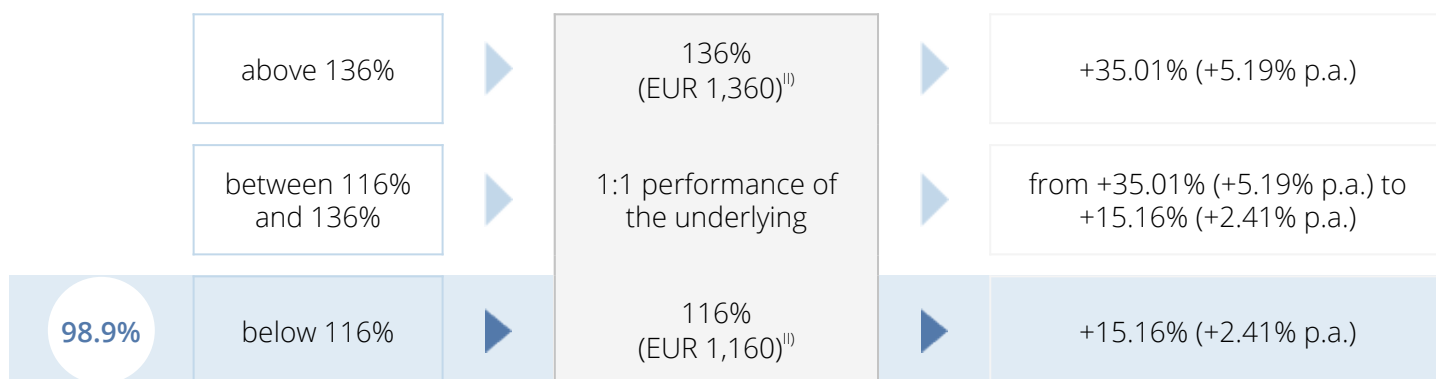 above 136%
136%
(EUR 1,360)II)
+35.01% (+5.19% p.a.)
between 116%
and 136%
1:1 performance of
the underlying
from +35.01% (+5.19% p.a.) to
+15.16% (+2.41% p.a.)
98.9%
below 116%
116%
(EUR 1,160)II)
+15.16% (+2.41% p.a.)